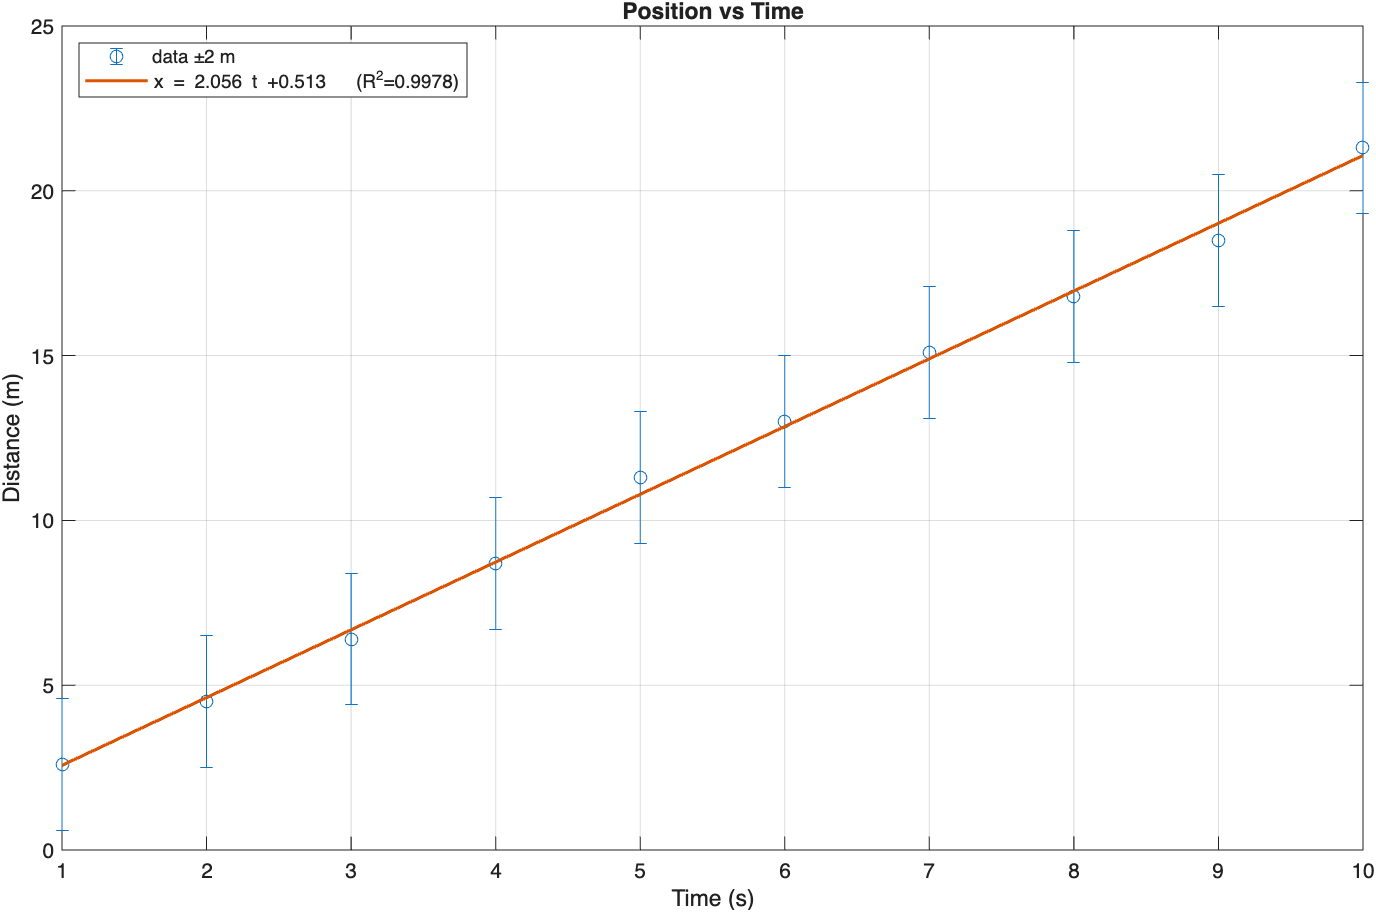 Position vs Time
data ±2 m
x = 2.056 t +0.513 (R²=0.9978)
25
20
15
10
5
0
Distance (m)
1 2 3 4 5 6 7 8 9 10
Time (s)